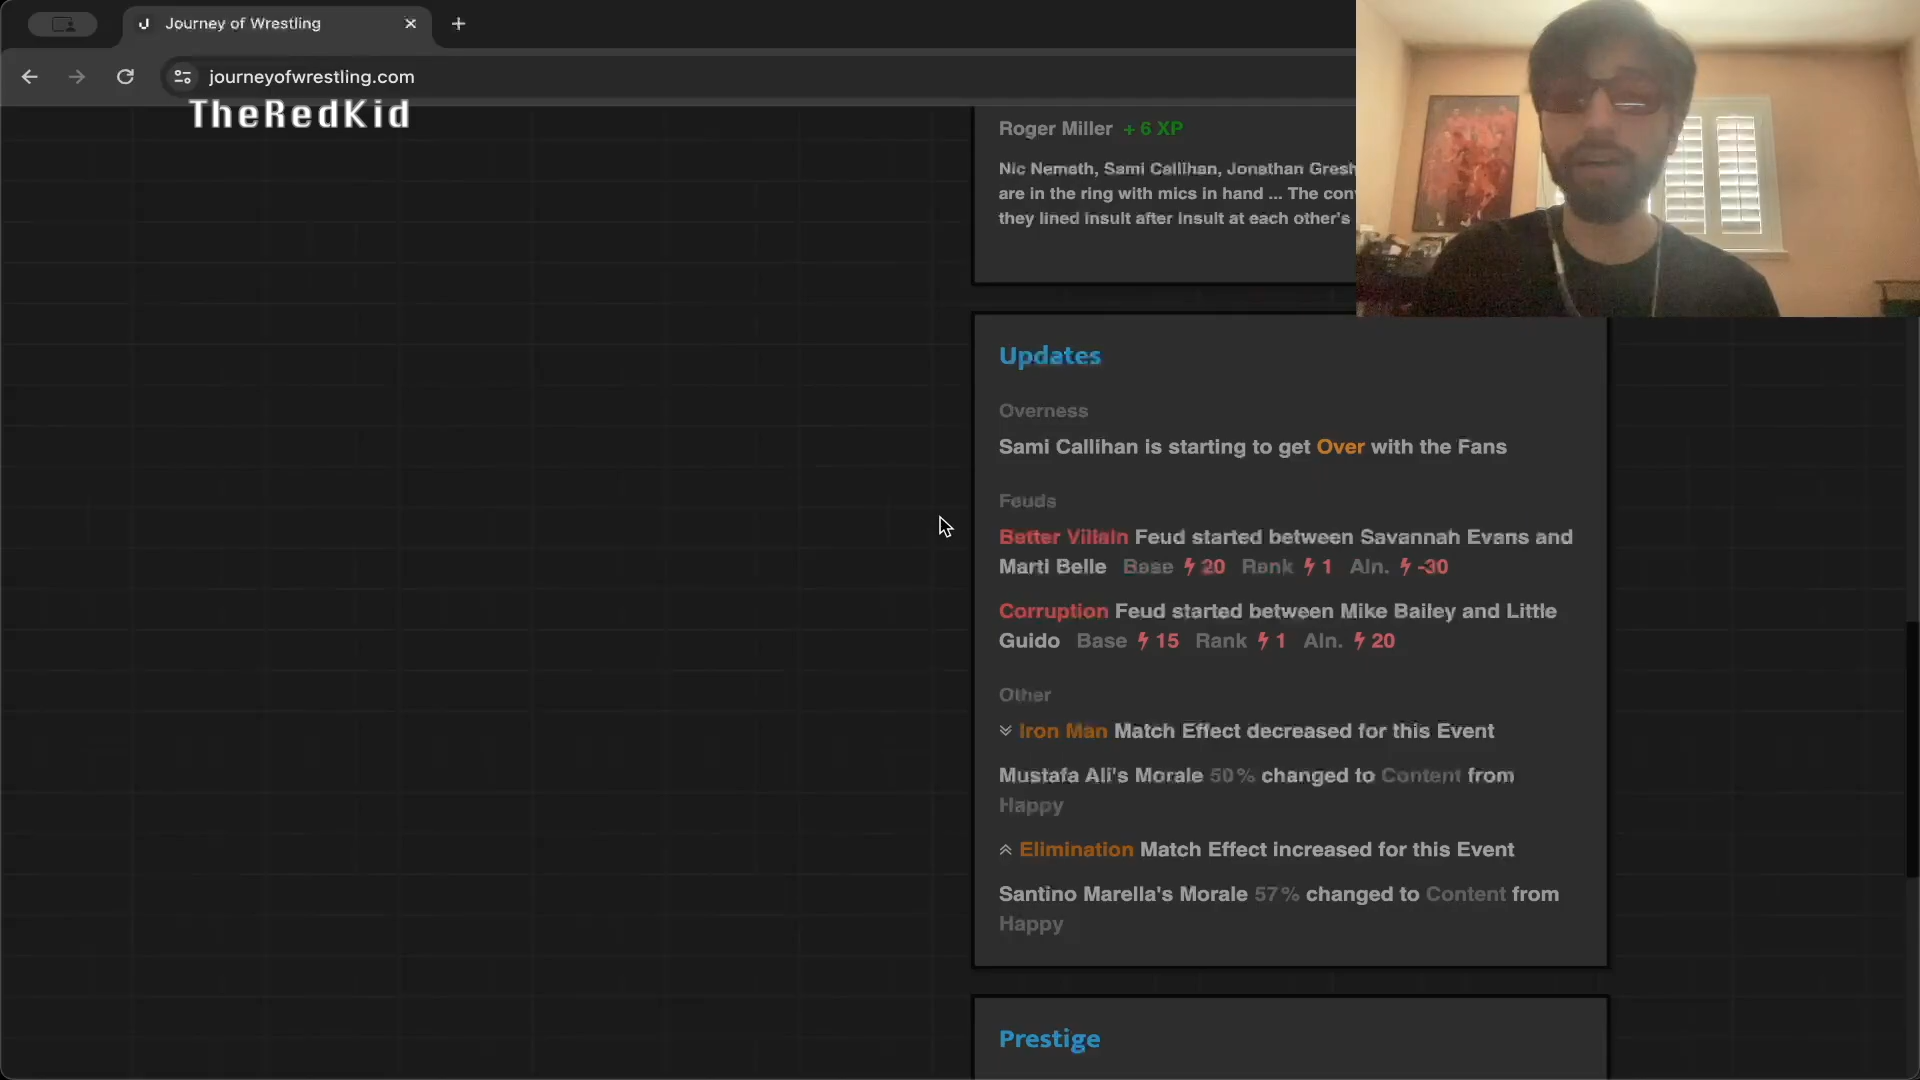 Journey of Wrestling
journeyofwrestling.com
TheRedKid
Roger Miller + 6 XP
Nic Nemeth, Sami Callihan, Jonathan Gresh
are in the ring with mics in hand ... The con
they lined insult after insult at each other's
Updates
Overness
Sami Callihan is starting to get Over with the Fans
Feuds
Better Villain Feud started between Savannah Evans and
Marti Belle Base 20 Rank 1 Aln. -30
Corruption Feud started between Mike Bailey and Little
Guido Base 15 Rank 1 Aln. 20
Other
Iron Man Match Effect decreased for this Event
Mustafa Ali's Morale 50% changed to Content from
Happy
Elimination Match Effect increased for this Event
Santino Marella's Morale 57% changed to Content from
Happy
Prestige